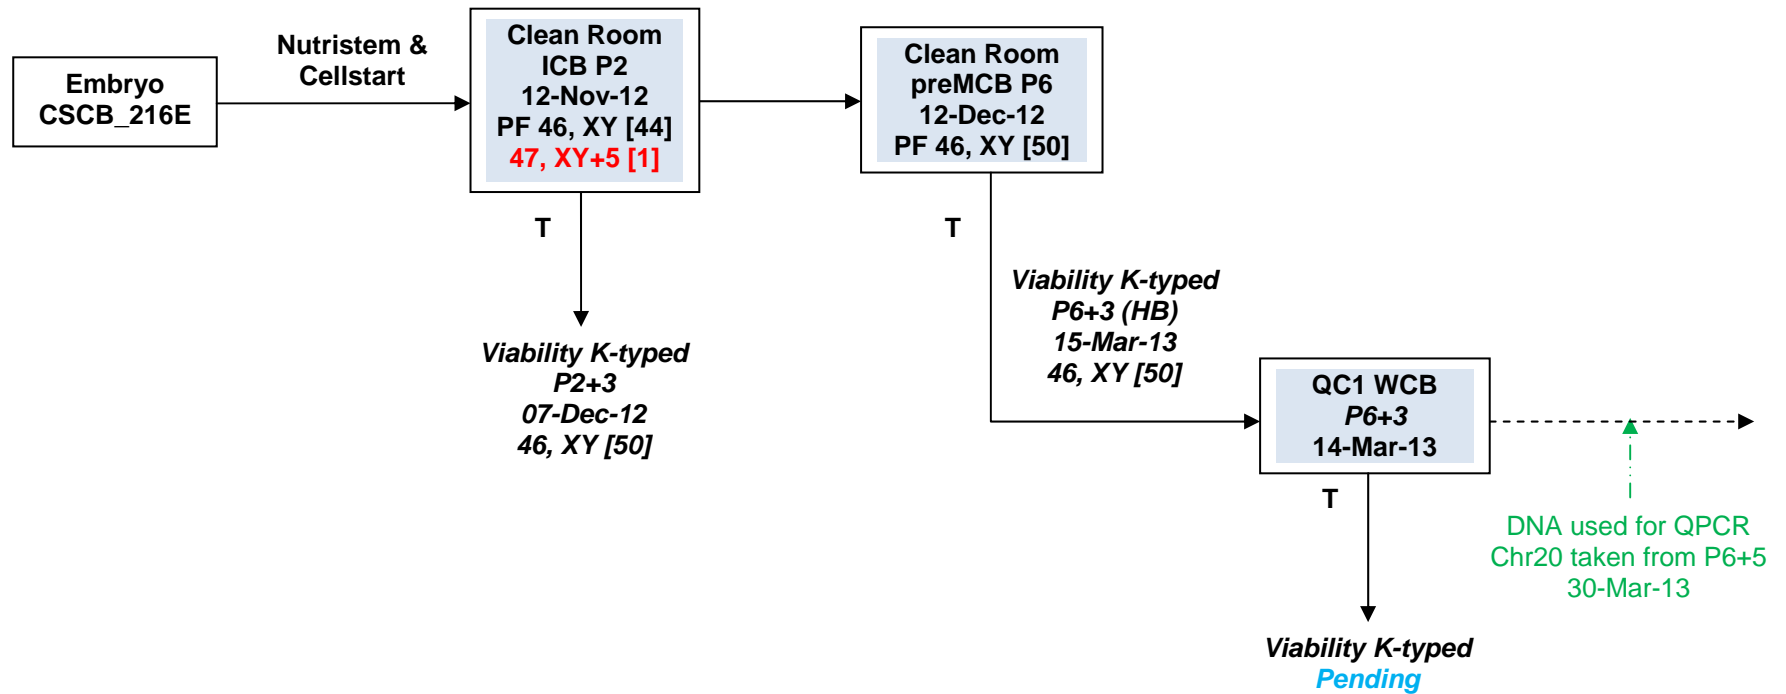 Embryo
CSCB_216E
Nutristem &
Cellstart
Clean Room
ICB P2
12-Nov-12
PF 46, XY [44]
47, XY+5 [1]
T
Viability K-typed
P2+3
07-Dec-12
46, XY [50]
Clean Room
preMCB P6
12-Dec-12
PF 46, XY [50]
T
Viability K-typed
P6+3 (HB)
15-Mar-13
46, XY [50]
QC1 WCB
P6+3
14-Mar-13
T
Viability K-typed
Pending
DNA used for QPCR
Chr20 taken from P6+5
30-Mar-13